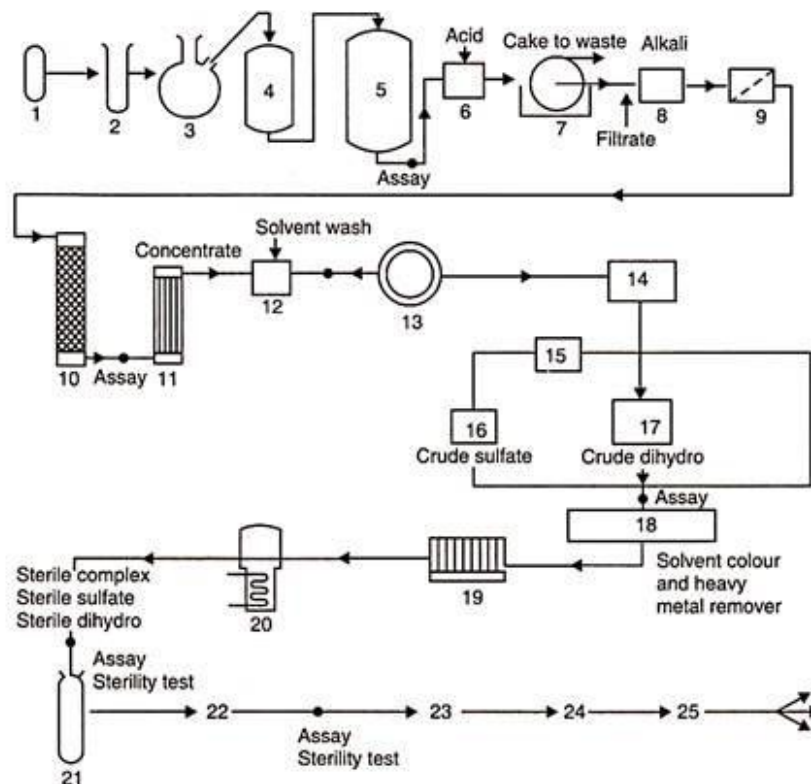 1
2
3
4
5
Assay
Acid
6
Cake to waste
7
Filtrate
Alkali
8
9
10
Assay
Concentrate
11
Solvent wash
12
13
14
15
16
Crude sulfate
17
Crude dihydro
Assay
18
Solvent colour
and heavy
metal remover
19
20
Sterile complex
Sterile sulfate
Sterile dihydro
Assay
Sterility test
21
22
Assay
Sterility test
23
24
25